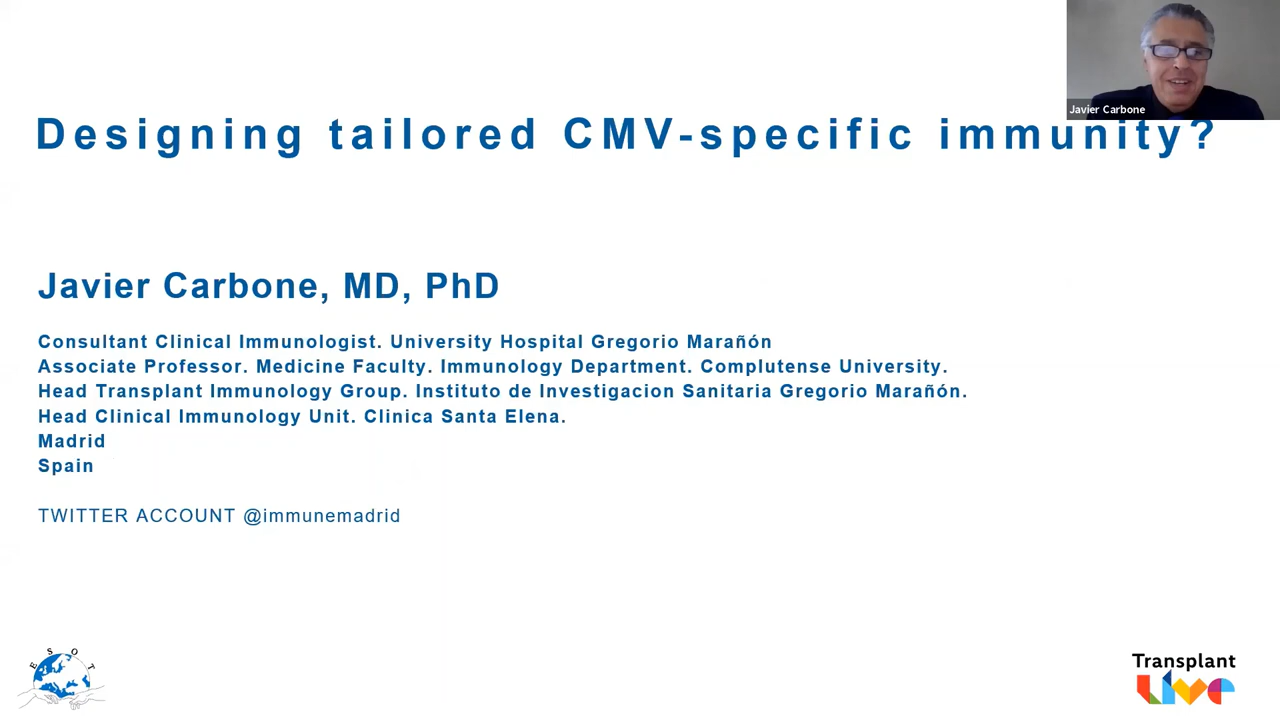 Designing tailored CMV-specific immunity?
Javier Carbone
Javier Carbone, MD, PhD
Consultant Clinical Immunologist. University Hospital Gregorio Marañón
Associate Professor. Medicine Faculty. Immunology Department. Complutense University.
Head Transplant Immunology Group. Instituto de Investigacion Sanitaria Gregorio Marañón.
Head Clinical Immunology Unit. Clinica Santa Elena.
Madrid
Spain
TWITTER ACCOUNT @immunemadrid
E S O T
Transplant
Live